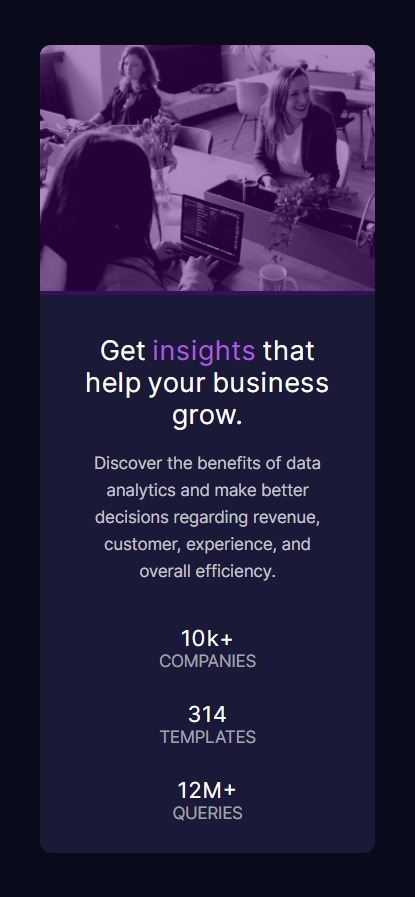 Get insights that
help your business
grow.
Discover the benefits of data
analytics and make better
decisions regarding revenue,
customer, experience, and
overall efficiency.
10k+
COMPANIES
314
TEMPLATES
12M+
QUERIES